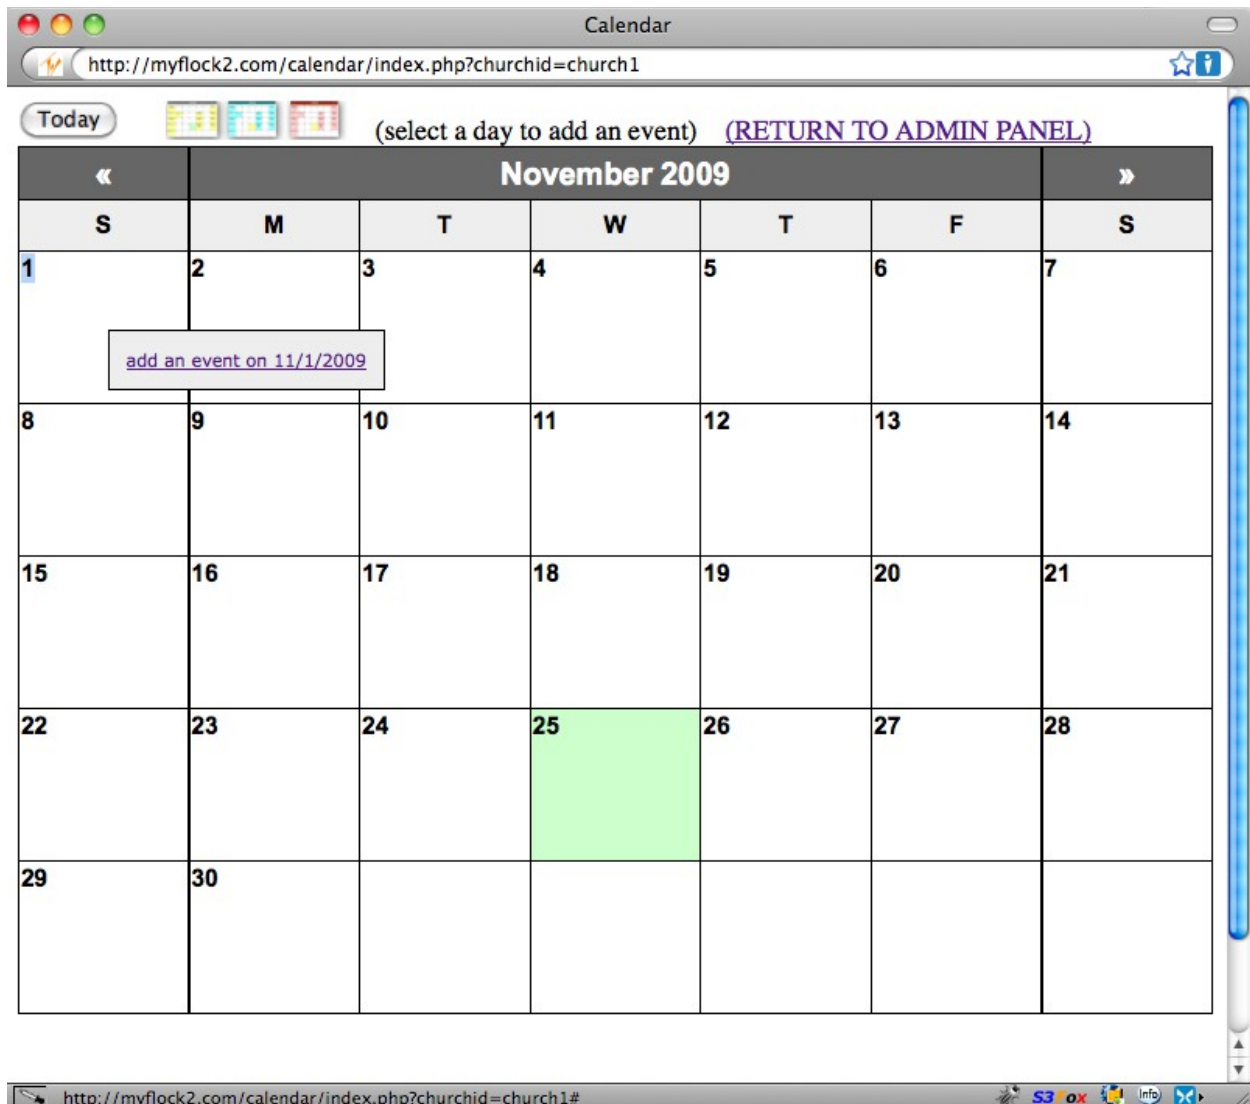 Calendar
http://myflock2.com/calendar/index.php?churchid=church1
Today (select a day to add an event) (RETURN TO ADMIN PANEL)
« November 2009 »
S M T W T F S
1 2 3 4 5 6 7
add an event on 11/1/2009
8 9 10 11 12 13 14
15 16 17 18 19 20 21
22 23 24 25 26 27 28
29 30
http://myflock2.com/calendar/index.php?churchid=church1# S3Fox Info